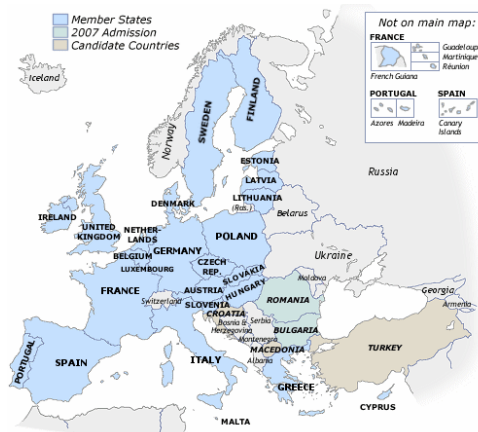 Member States
2007 Admission
Candidate Countries
Not on main map:
FRANCE
Guadeloupe
Martinique
Réunion
French Guiana
PORTUGAL
SPAIN
Azores Madeira
Canary
Islands
Iceland
Norway
SWEDEN
FINLAND
Russia
ESTONIA
LATVIA
LITHUANIA
(Rus.)
Belarus
DENMARK
IRELAND
UNITED
KINGDOM
NETHER-
LANDS
BELGIUM
LUXEMBOURG
GERMANY
POLAND
CZECH
REP.
SLOVAKIA
Ukraine
Moldova
FRANCE
Switzerland
AUSTRIA
HUNGARY
SLOVENIA
CROATIA
Bosnia &
Herzegovina
Serbia
Montenegro
ROMANIA
BULGARIA
MACEDONIA
Albania
Georgia
Armenia
TURKEY
PORTUGAL
SPAIN
ITALY
GREECE
CYPRUS
MALTA